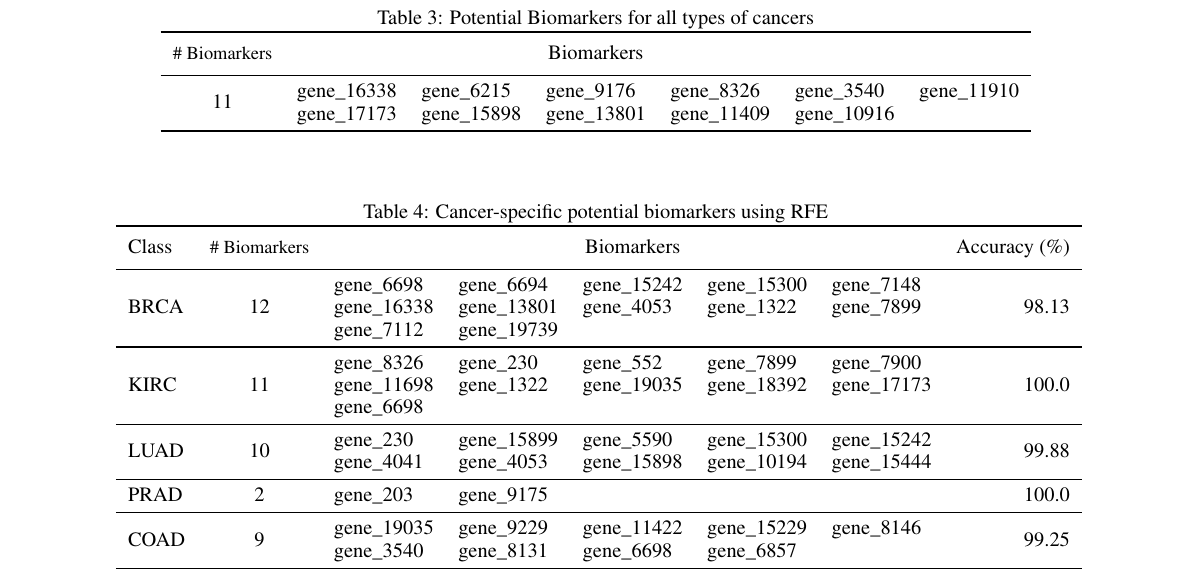 Table 3: Potential Biomarkers for all types of cancers
# Biomarkers Biomarkers
11
gene_16338 gene_6215 gene_9176 gene_8326 gene_3540 gene_11910
gene_17173 gene_15898 gene_13801 gene_11409 gene_10916
Table 4: Cancer-specific potential biomarkers using RFE
Class # Biomarkers Biomarkers Accuracy (%)
gene_6698 gene_6694 gene_15242 gene_15300 gene_7148
BRCA 12 gene_16338 gene_13801 gene_4053 gene_1322 gene_7899 98.13
gene_7112 gene_19739
gene_8326 gene_230 gene_552 gene_7899 gene_7900
KIRC 11 gene_11698 gene_1322 gene_19035 gene_18392 gene_17173 100.0
gene_6698
LUAD 10 99.88
gene_230 gene_15899 gene_5590 gene_15300 gene_15242
gene_4041 gene_4053 gene_15898 gene_10194 gene_15444
PRAD 2 gene_203 gene_9175 100.0
COAD 9 99.25
gene_19035 gene_9229 gene_11422 gene_15229 gene_8146
gene_3540 gene_8131 gene_6698 gene_6857